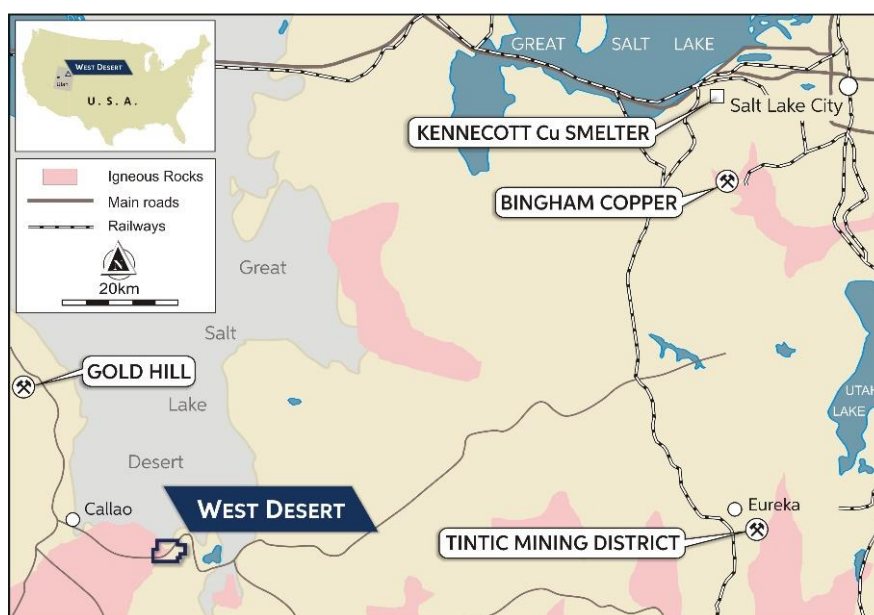 WEST DESERT
Utah
U. S. A.
Igneous Rocks
Main roads
Railways
N
20km
GREAT SALT LAKE
Salt Lake City
KENNECOTT Cu SMELTER
BINGHAM COPPER
Great
Salt
Lake
Desert
GOLD HILL
UTAH
LAKE
Callao
WEST DESERT
Eureka
TINTIC MINING DISTRICT